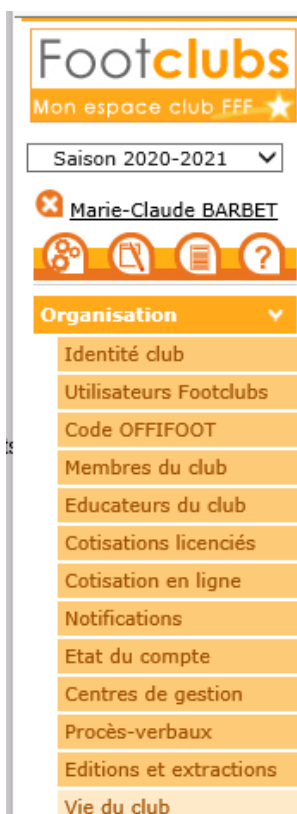 Footclubs
Mon espace club FFF
Saison 2020-2021
Marie-Claude BARBET
?
Organisation
Identité club
Utilisateurs Footclubs
Code OFFIFOOT
Membres du club
Educateurs du club
Cotisations licenciés
Cotisation en ligne
Notifications
Etat du compte
Centres de gestion
Procès-verbaux
Editions et extractions
Vie du club